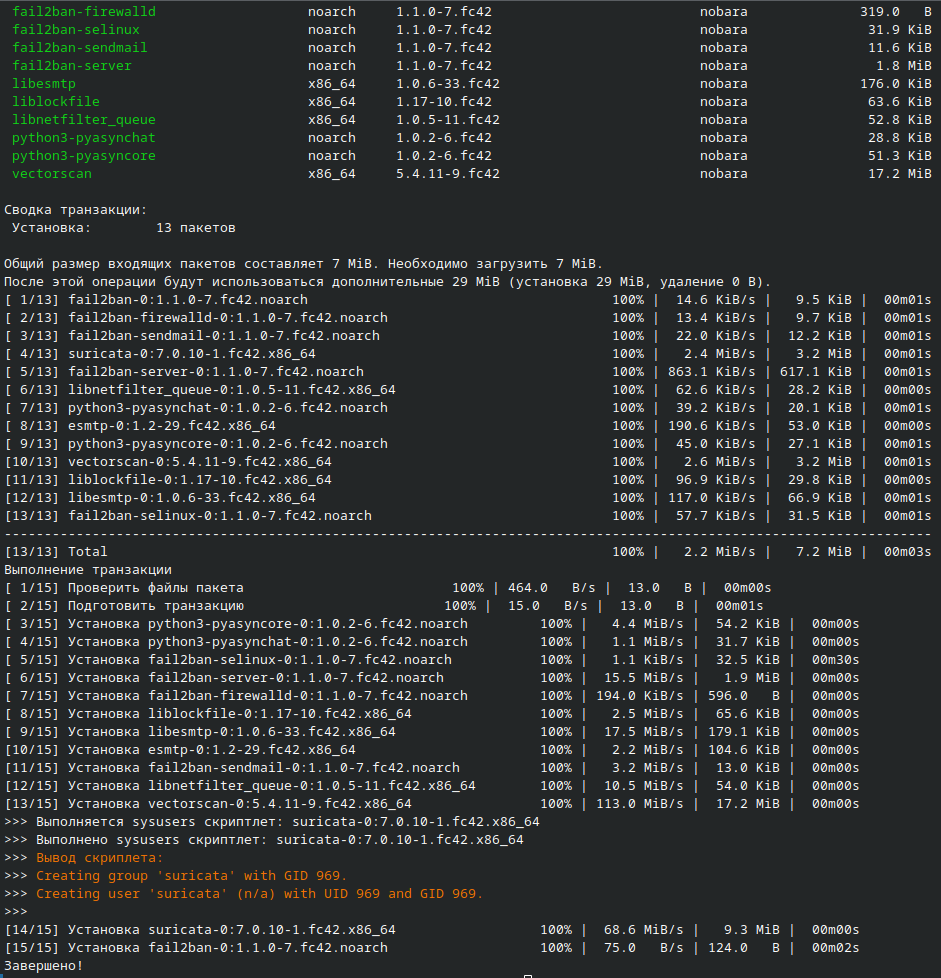 fail2ban-firewalld noarch 1.1.0-7.fc42 nobara 319.0 B
fail2ban-selinux noarch 1.1.0-7.fc42 nobara 31.9 KiB
fail2ban-sendmail noarch 1.1.0-7.fc42 nobara 11.6 KiB
fail2ban-server noarch 1.1.0-7.fc42 nobara 1.8 MiB
libesmtp x86_64 1.0.6-33.fc42 nobara 176.0 KiB
liblockfile x86_64 1.17-10.fc42 nobara 63.6 KiB
libnetfilter_queue x86_64 1.0.5-11.fc42 nobara 52.8 KiB
python3-pyasynchat noarch 1.0.2-6.fc42 nobara 28.8 KiB
python3-pyasyncore noarch 1.0.2-6.fc42 nobara 51.3 KiB
vectorscan x86_64 5.4.11-9.fc42 nobara 17.2 MiB
Сводка транзакции:
Установка: 13 пакетов
Общий размер входящих пакетов составляет 7 MiB. Необходимо загрузить 7 MiB.
После этой операции будут использоваться дополнительные 29 MiB (установка 29 MiB, удаление 0 B).
[ 1/13] fail2ban-0:1.1.0-7.fc42.noarch 100% | 14.6 KiB/s | 9.5 KiB | 00m01s
[ 2/13] fail2ban-firewalld-0:1.1.0-7.fc42.noarch 100% | 13.4 KiB/s | 9.7 KiB | 00m01s
[ 3/13] fail2ban-sendmail-0:1.1.0-7.fc42.noarch 100% | 22.0 KiB/s | 12.2 KiB | 00m01s
[ 4/13] suricata-0:7.0.10-1.fc42.x86_64 100% | 2.4 MiB/s | 3.2 MiB | 00m01s
[ 5/13] fail2ban-server-0:1.1.0-7.fc42.noarch 100% | 863.1 KiB/s | 617.1 KiB | 00m01s
[ 6/13] libnetfilter_queue-0:1.0.5-11.fc42.x86_64 100% | 62.6 KiB/s | 28.2 KiB | 00m00s
[ 7/13] python3-pyasynchat-0:1.0.2-6.fc42.noarch 100% | 39.2 KiB/s | 20.1 KiB | 00m01s
[ 8/13] esmtp-0:1.2-29.fc42.x86_64 100% | 190.6 KiB/s | 53.0 KiB | 00m00s
[ 9/13] python3-pyasyncore-0:1.0.2-6.fc42.noarch 100% | 45.0 KiB/s | 27.1 KiB | 00m01s
[10/13] vectorscan-0:5.4.11-9.fc42.x86_64 100% | 2.6 MiB/s | 3.2 MiB | 00m01s
[11/13] liblockfile-0:1.17-10.fc42.x86_64 100% | 96.9 KiB/s | 29.8 KiB | 00m00s
[12/13] libesmtp-0:1.0.6-33.fc42.x86_64 100% | 117.0 KiB/s | 66.9 KiB | 00m01s
[13/13] fail2ban-selinux-0:1.1.0-7.fc42.noarch 100% | 57.7 KiB/s | 31.5 KiB | 00m01s
--------------------------------------------------------------------------------------------------------------------
[13/13] Total 100% | 2.2 MiB/s | 7.2 MiB | 00m03s
Выполнение транзакции
[ 1/15] Проверить файлы пакета 100% | 464.0 B/s | 13.0 B | 00m00s
[ 2/15] Подготовить транзакцию 100% | 15.0 B/s | 13.0 B | 00m01s
[ 3/15] Установка python3-pyasyncore-0:1.0.2-6.fc42.noarch 100% | 4.4 MiB/s | 54.2 KiB | 00m00s
[ 4/15] Установка python3-pyasynchat-0:1.0.2-6.fc42.noarch 100% | 1.1 MiB/s | 31.7 KiB | 00m00s
[ 5/15] Установка fail2ban-selinux-0:1.1.0-7.fc42.noarch 100% | 1.1 KiB/s | 32.5 KiB | 00m30s
[ 6/15] Установка fail2ban-server-0:1.1.0-7.fc42.noarch 100% | 15.5 MiB/s | 1.9 MiB | 00m00s
[ 7/15] Установка fail2ban-firewalld-0:1.1.0-7.fc42.noarch 100% | 194.0 KiB/s | 596.0 B | 00m00s
[ 8/15] Установка liblockfile-0:1.17-10.fc42.x86_64 100% | 2.5 MiB/s | 65.6 KiB | 00m00s
[ 9/15] Установка libesmtp-0:1.0.6-33.fc42.x86_64 100% | 17.5 MiB/s | 179.1 KiB | 00m00s
[10/15] Установка esmtp-0:1.2-29.fc42.x86_64 100% | 2.2 MiB/s | 104.6 KiB | 00m00s
[11/15] Установка fail2ban-sendmail-0:1.1.0-7.fc42.noarch 100% | 3.2 MiB/s | 13.0 KiB | 00m00s
[12/15] Установка libnetfilter_queue-0:1.0.5-11.fc42.x86_64 100% | 10.5 MiB/s | 54.0 KiB | 00m00s
[13/15] Установка vectorscan-0:5.4.11-9.fc42.x86_64 100% | 113.0 MiB/s | 17.2 MiB | 00m00s
>>> Выполняется sysusers скриптлет: suricata-0:7.0.10-1.fc42.x86_64
>>> Выполнено sysusers скриптлет: suricata-0:7.0.10-1.fc42.x86_64
>>> Вывод скриплета:
>>> Creating group 'suricata' with GID 969.
>>> Creating user 'suricata' (n/a) with UID 969 and GID 969.
>>>
[14/15] Установка suricata-0:7.0.10-1.fc42.x86_64 100% | 68.6 MiB/s | 9.3 MiB | 00m00s
[15/15] Установка fail2ban-0:1.1.0-7.fc42.noarch 100% | 75.0 B/s | 124.0 B | 00m02s
Завершено!